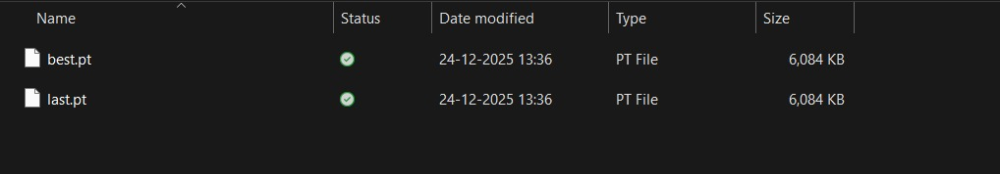 Name Status Date modified Type Size
best.pt 24-12-2025 13:36 PT File 6,084 KB
last.pt 24-12-2025 13:36 PT File 6,084 KB